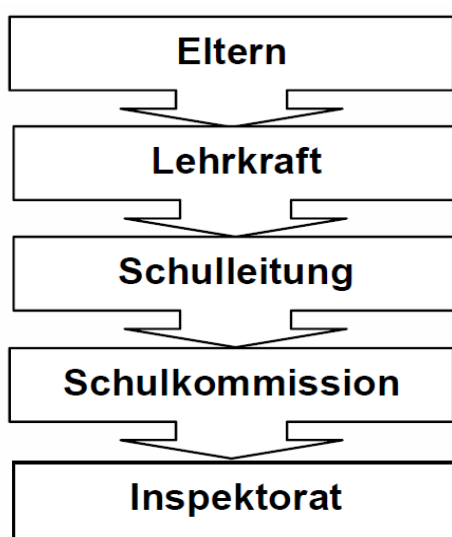 Eltern
Lehrkraft
Schulleitung
Schulkommission
Inspektorat